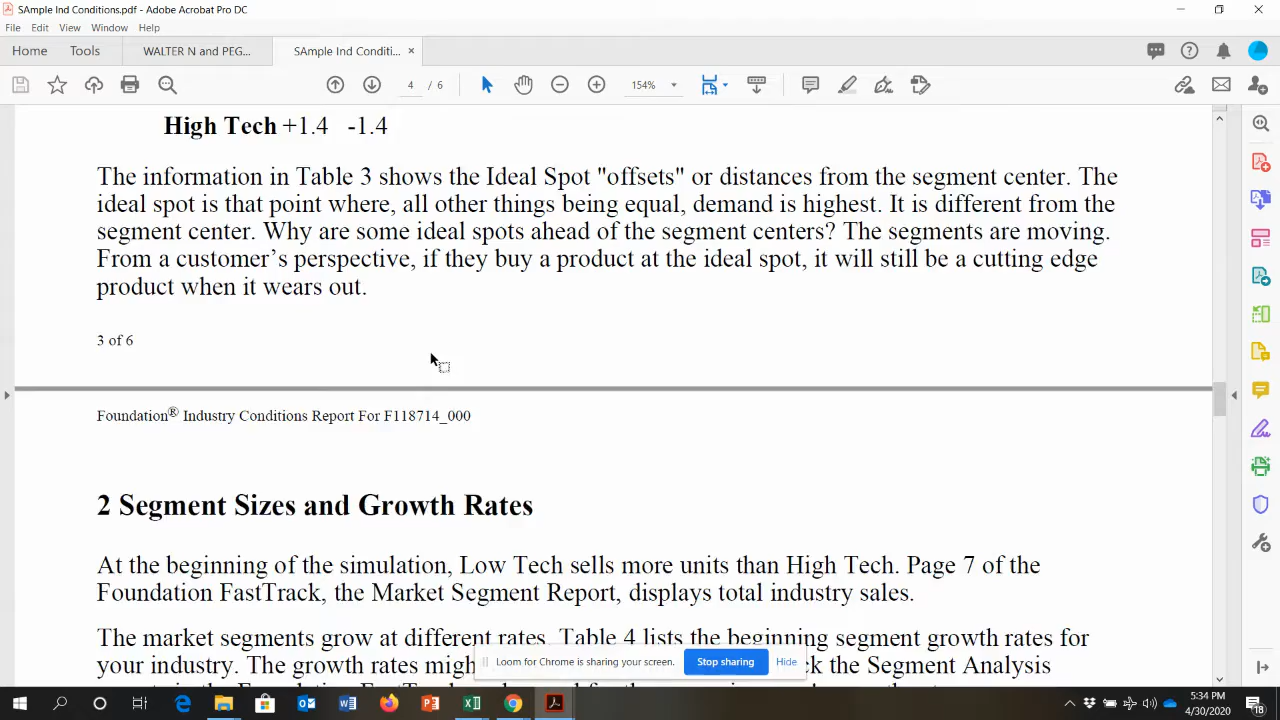 SAmple Ind Conditions.pdf - Adobe Acrobat Pro DC
File Edit View Window Help
Home Tools WALTER N and PEG... SAmple Ind Conditi... ×
4 / 6 154%
High Tech +1.4 -1.4
The information in Table 3 shows the Ideal Spot "offsets" or distances from the segment center. The
ideal spot is that point where, all other things being equal, demand is highest. It is different from the
segment center. Why are some ideal spots ahead of the segment centers? The segments are moving.
From a customer’s perspective, if they buy a product at the ideal spot, it will still be a cutting edge
product when it wears out.
3 of 6
Foundation® Industry Conditions Report For F118714_000
2 Segment Sizes and Growth Rates
At the beginning of the simulation, Low Tech sells more units than High Tech. Page 7 of the
Foundation FastTrack, the Market Segment Report, displays total industry sales.
The market segments grow at different rates. Table 4 lists the beginning segment growth rates for
your industry. The growth rates migh
ck the Segment Analysis
Loom for Chrome is sharing your screen. Stop sharing Hide
5:34 PM
4/30/2020
18